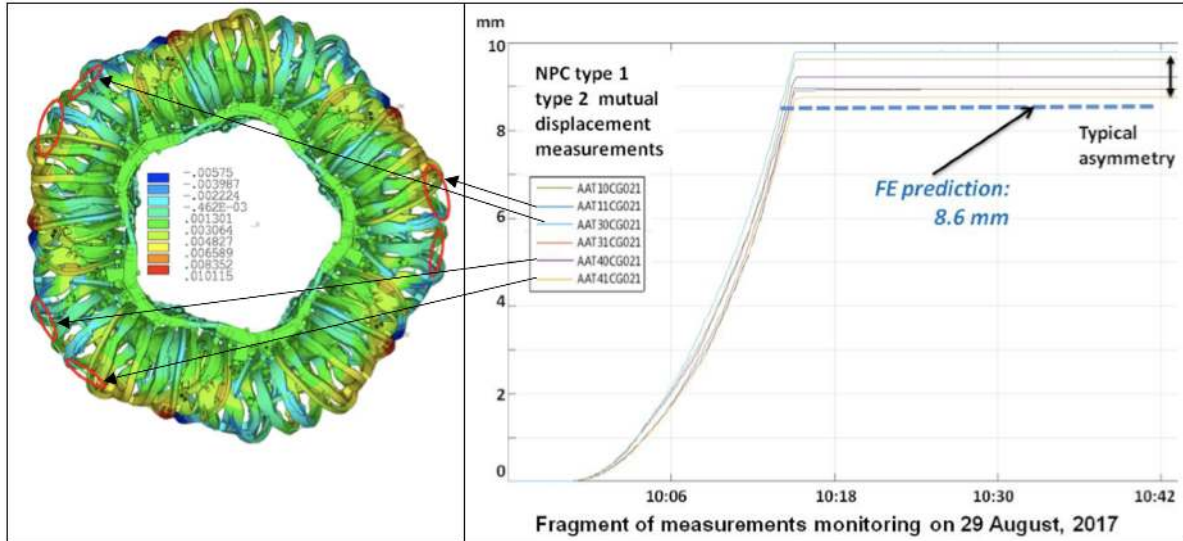 -.00575
-.003987
-.002224
-.462E-03
.001301
.003064
.004827
.006589
.008352
.010115
mm
10
8
6
4
2
0
NPC type 1
type 2 mutual
displacement
measurements
AAT10CG021
AAT11CG021
AAT30CG021
AAT31CG021
AAT40CG021
AAT41CG021
Typical
asymmetry
FE prediction:
8.6 mm
10:06
10:18
10:30
10:42
Fragment of measurements monitoring on 29 August, 2017